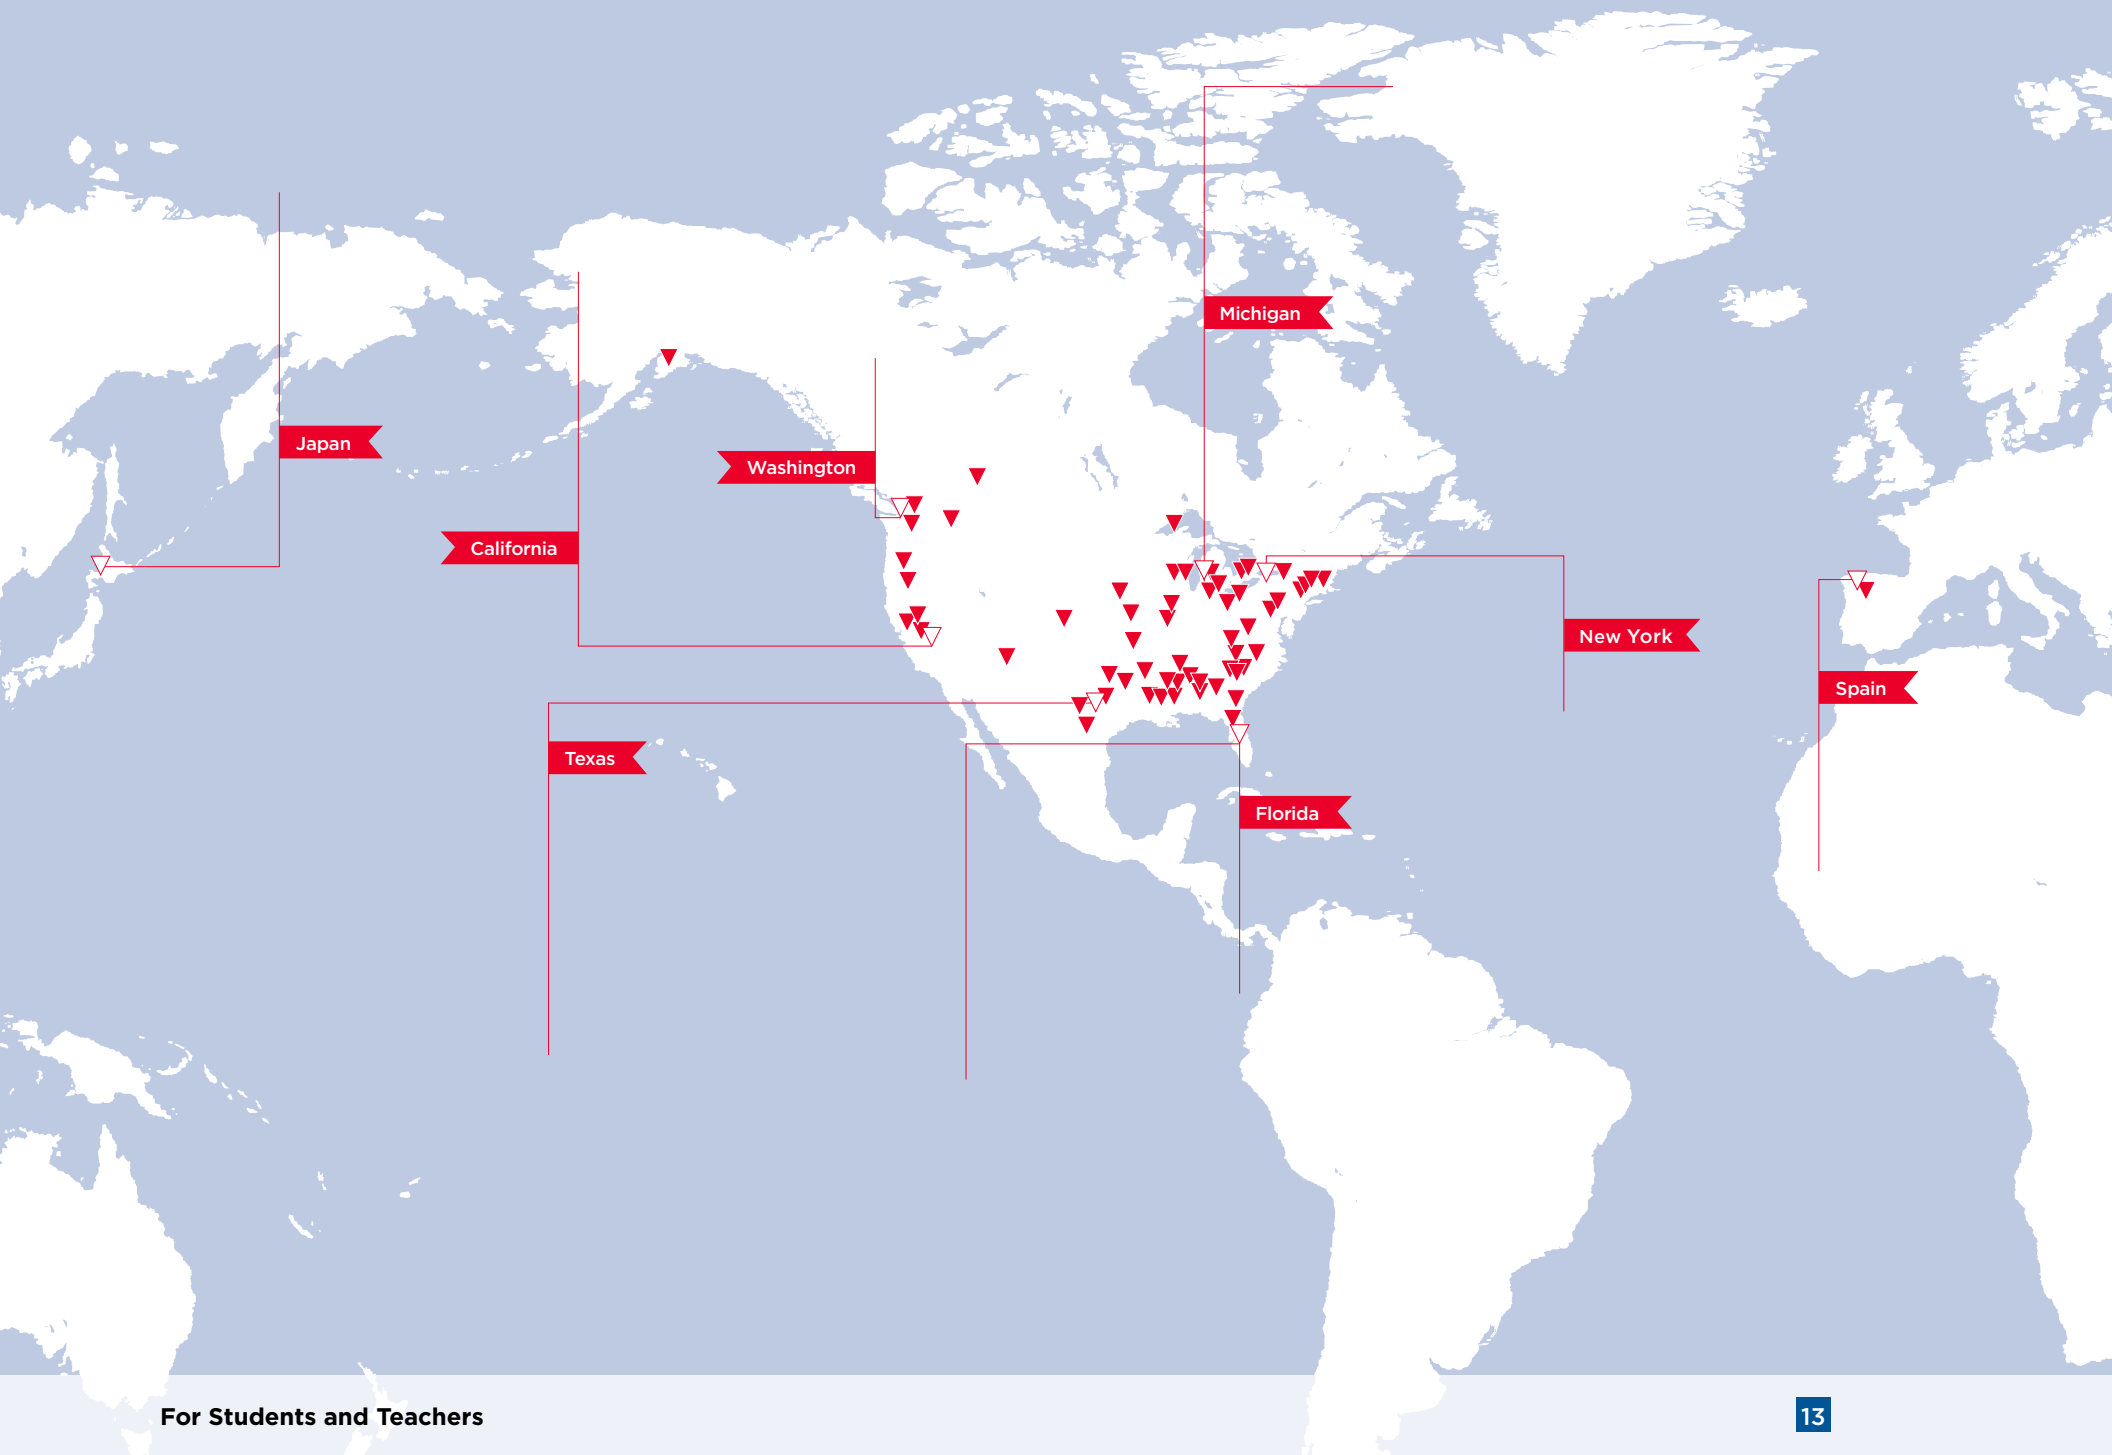 Michigan
Japan
Washington
California
New York
Spain
Texas
Florida
For Students and Teachers
13